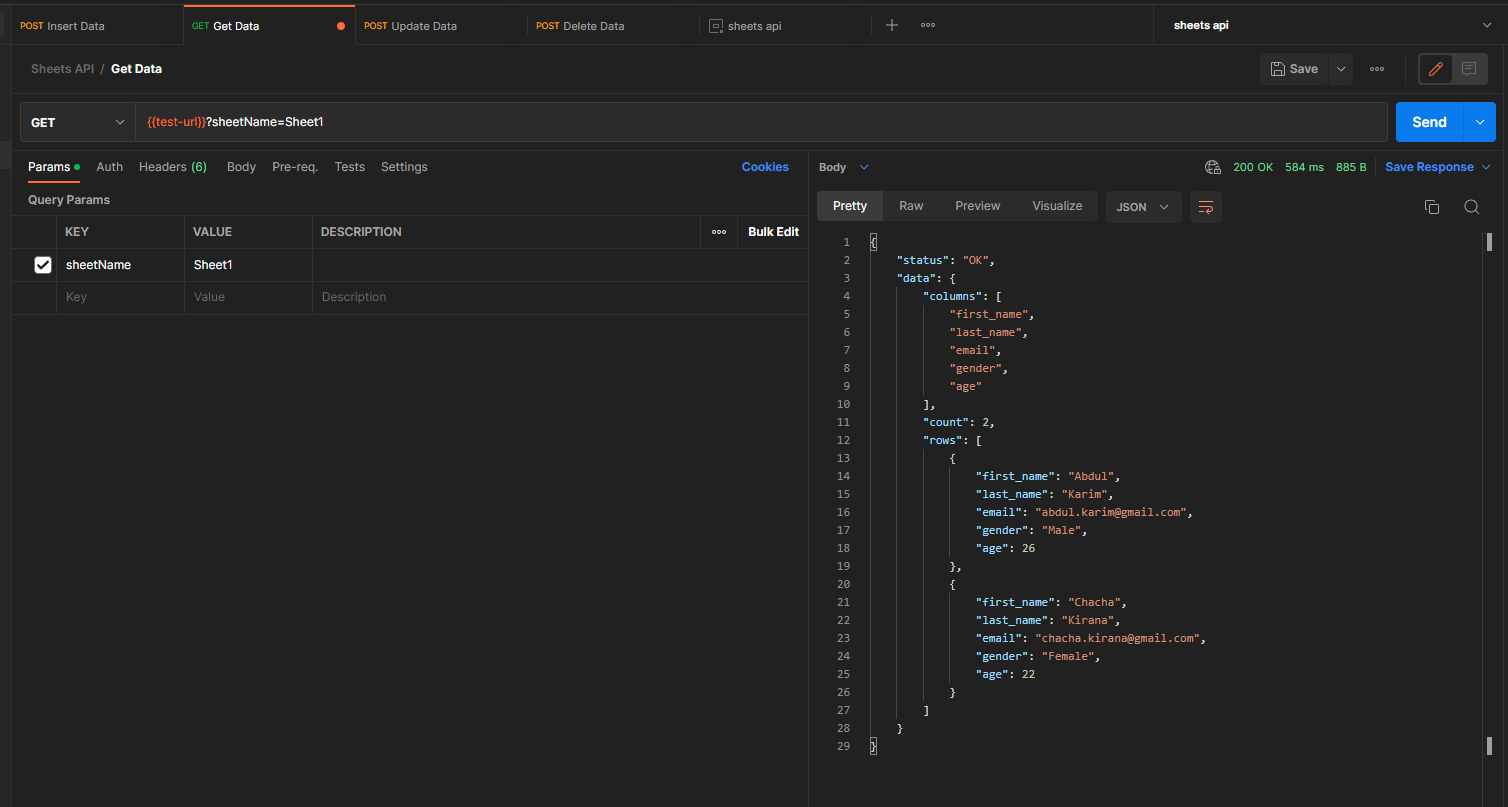 POST Insert Data GET Get Data POST Update Data POST Delete Data sheets api sheets api
Sheets API / Get Data Save
GET {{test-url}}?sheetName=Sheet1 Send
Params Auth Headers (6) Body Pre-req. Tests Settings Cookies
Query Params
KEY VALUE DESCRIPTION Bulk Edit
sheetName Sheet1
Key Value Description
Body 200 OK 584 ms 885 B Save Response
Pretty Raw Preview Visualize JSON
1 {
2 "status": "OK",
3 "data": {
4 "columns": [
5 "first_name",
6 "last_name",
7 "email",
8 "gender",
9 "age"
10 ],
11 "count": 2,
12 "rows": [
13 {
14 "first_name": "Abdul",
15 "last_name": "Karim",
16 "email": "abdul.karim@gmail.com",
17 "gender": "Male",
18 "age": 26
19 },
20 {
21 "first_name": "Chacha",
22 "last_name": "Kirana",
23 "email": "chacha.kirana@gmail.com",
24 "gender": "Female",
25 "age": 22
26 }
27 ]
28 }
29 }